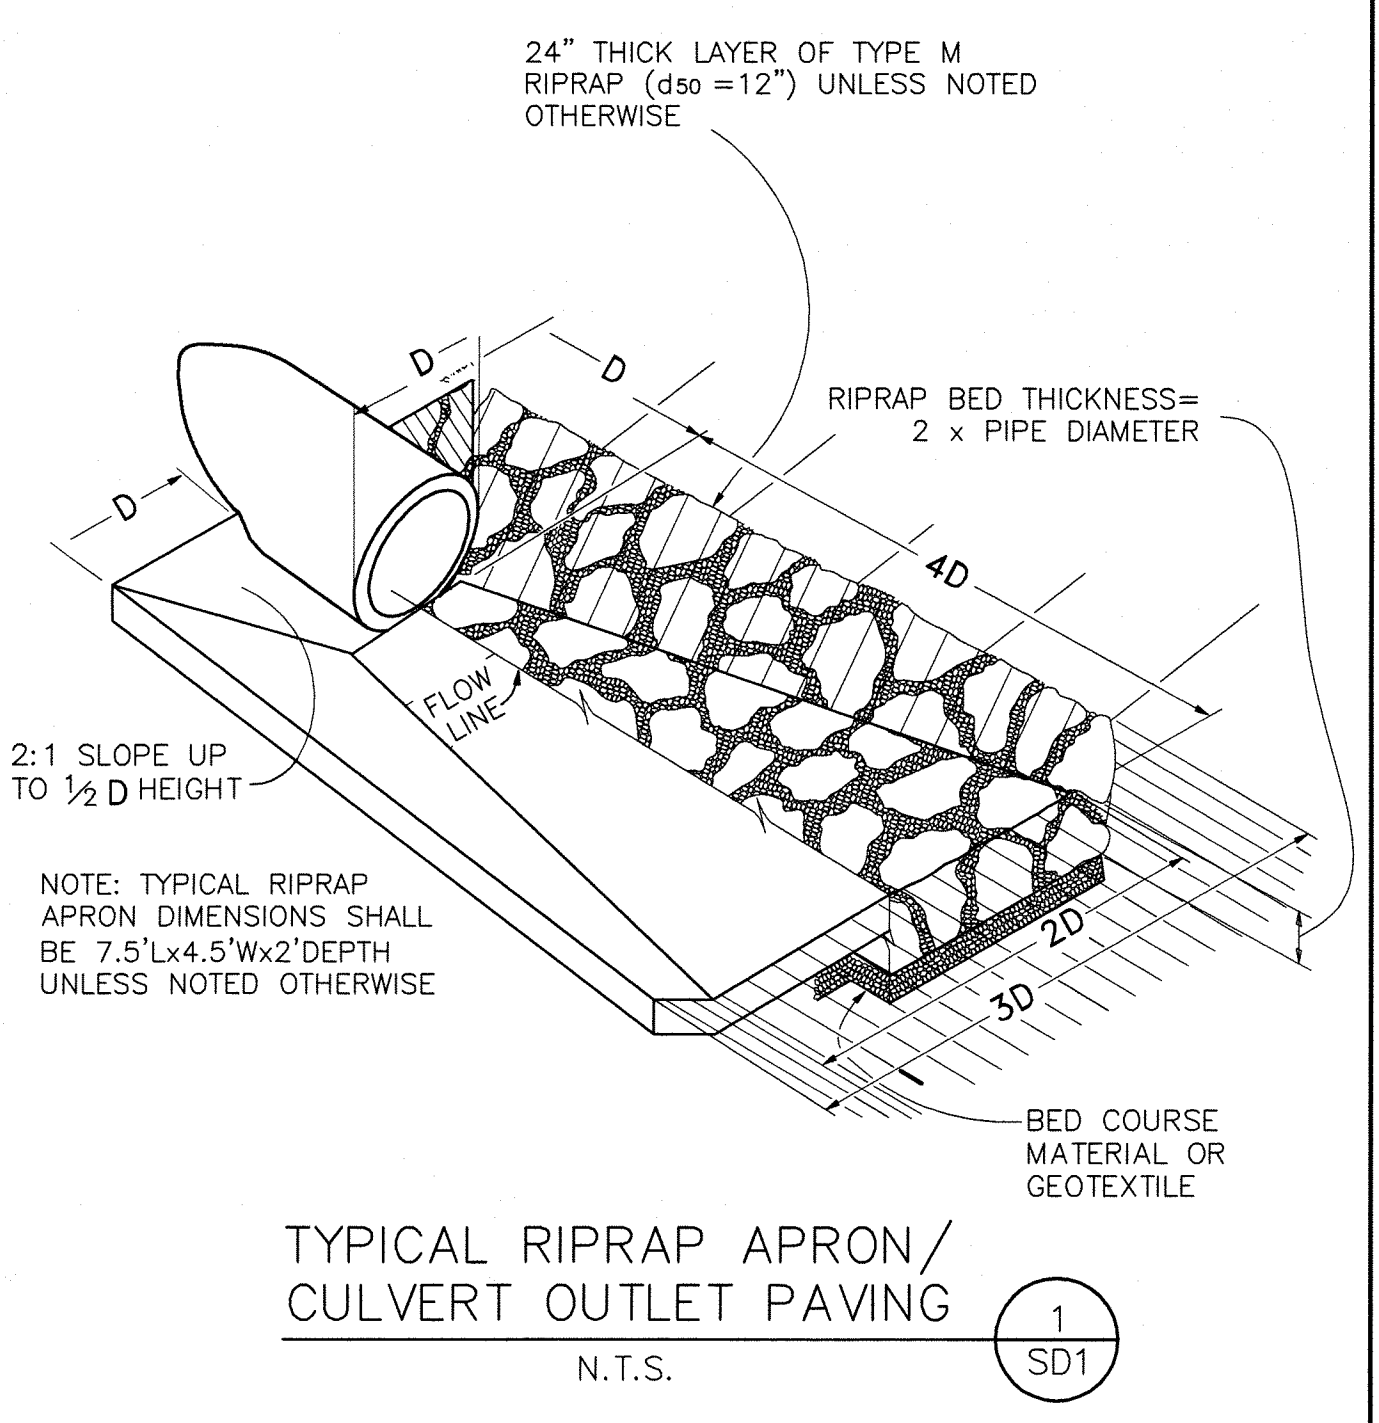 24" THICK LAYER OF TYPE M
RIPRAP (d50 =12") UNLESS NOTED
OTHERWISE
D
D
RIPRAP BED THICKNESS=
2 x PIPE DIAMETER
D
4D
FLOW
LINE
2:1 SLOPE UP
TO ½ D HEIGHT
NOTE: TYPICAL RIPRAP
APRON DIMENSIONS SHALL
BE 7.5'Lx4.5'Wx2'DEPTH
UNLESS NOTED OTHERWISE
2D
3D
BED COURSE
MATERIAL OR
GEOTEXTILE
TYPICAL RIPRAP APRON/
CULVERT OUTLET PAVING
1
SD1
N.T.S.